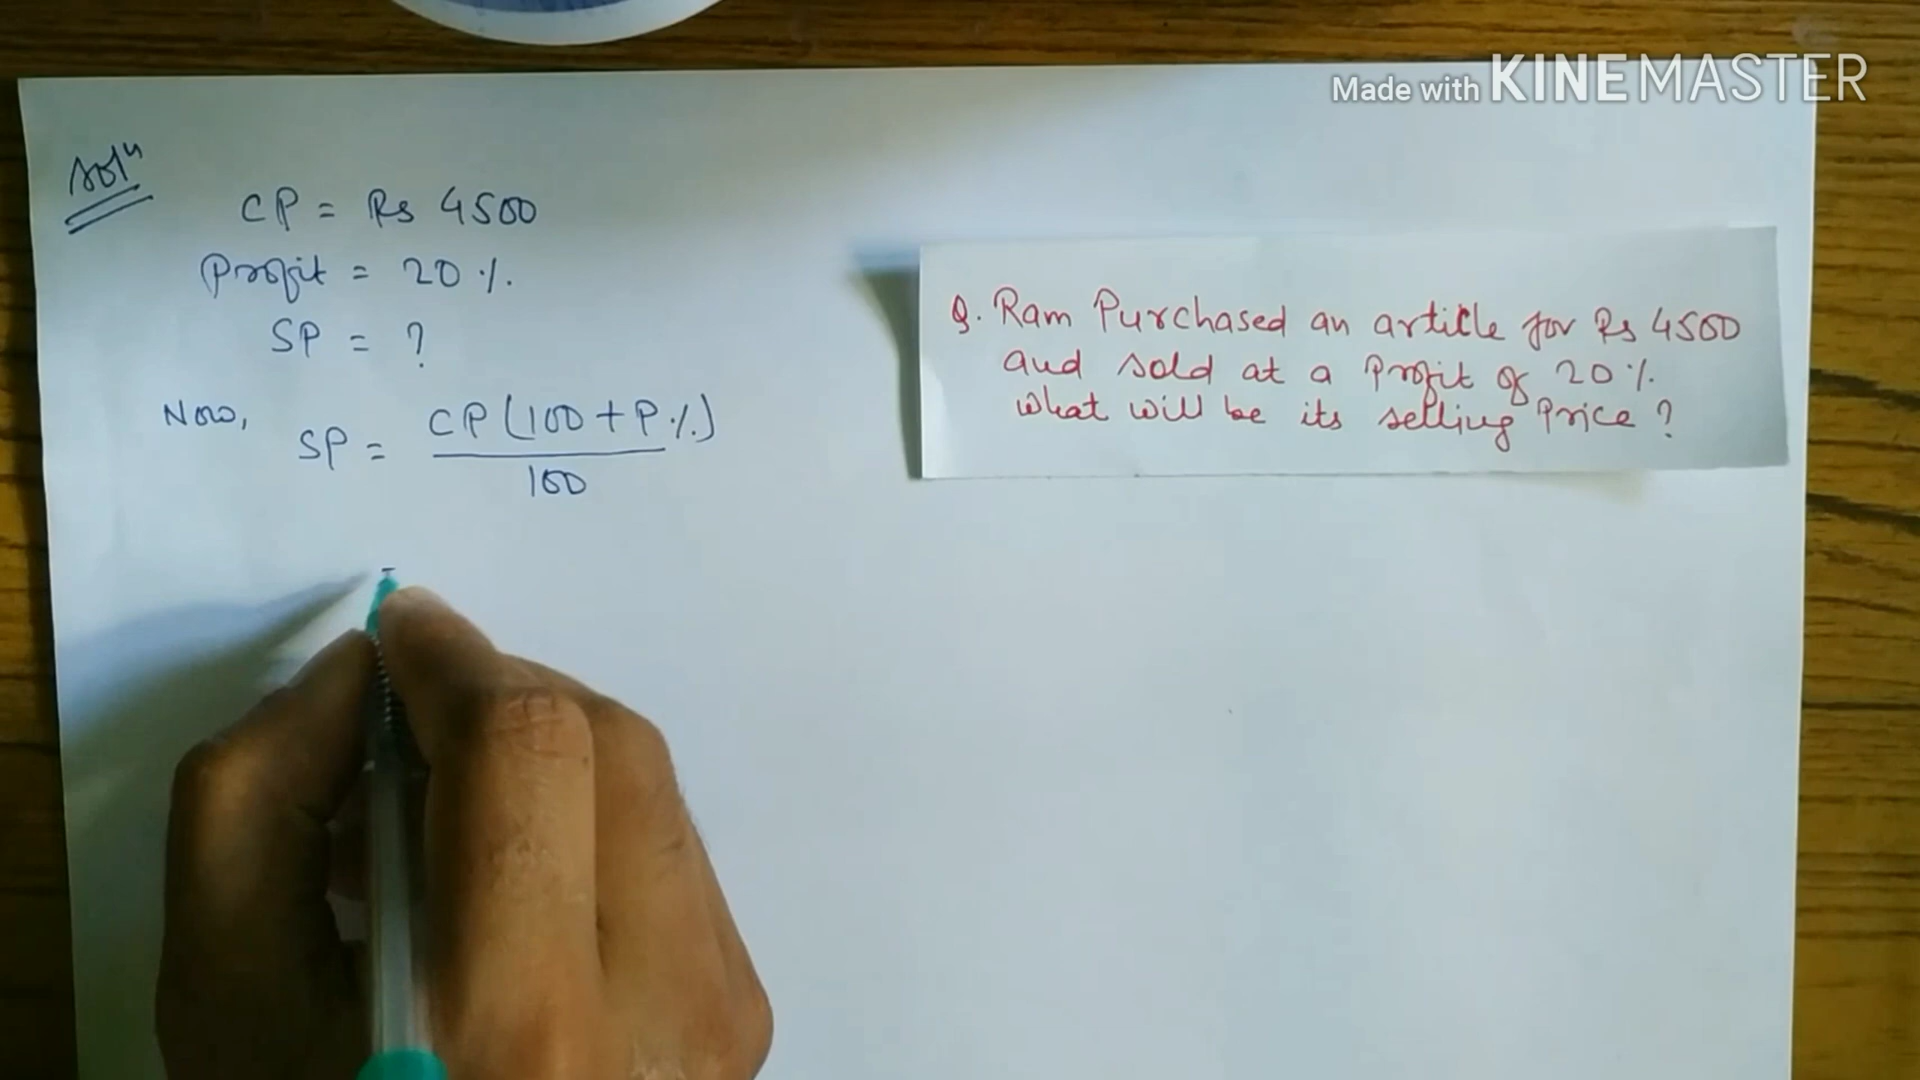 Made with KINEMASTER
Solⁿ
CP = Rs 4500
Profit = 20 %.
SP = ?
Now,
SP = CP (100 + P %)
100
Q. Ram Purchased an article for Rs 4500
and sold at a Profit of 20 %.
what will be its selling Price ?